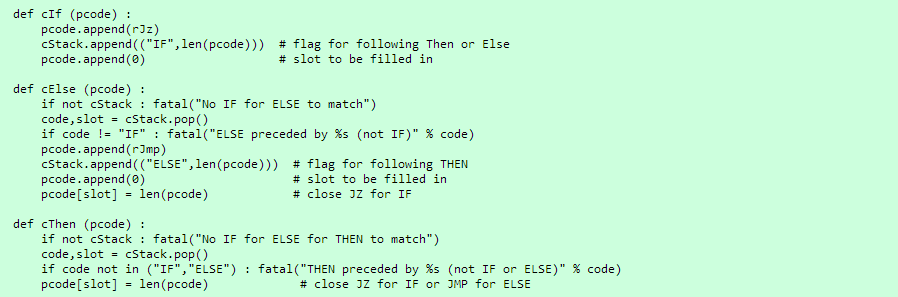 def cIf (pcode) :
    pcode.append(rJz)
    cStack.append(("IF",len(pcode)))  # flag for following Then or Else
    pcode.append(0)                   # slot to be filled in

def cElse (pcode) :
    if not cStack : fatal("No IF for ELSE to match")
    code,slot = cStack.pop()
    if code != "IF" : fatal("ELSE preceded by %s (not IF)" % code)
    pcode.append(rJmp)
    cStack.append(("ELSE",len(pcode)))  # flag for following THEN
    pcode.append(0)                     # slot to be filled in
    pcode[slot] = len(pcode)            # close JZ for IF

def cThen (pcode) :
    if not cStack : fatal("No IF for ELSE for THEN to match")
    code,slot = cStack.pop()
    if code not in ("IF","ELSE") : fatal("THEN preceded by %s (not IF or ELSE)" % code)
    pcode[slot] = len(pcode)             # close JZ for IF or JMP for ELSE